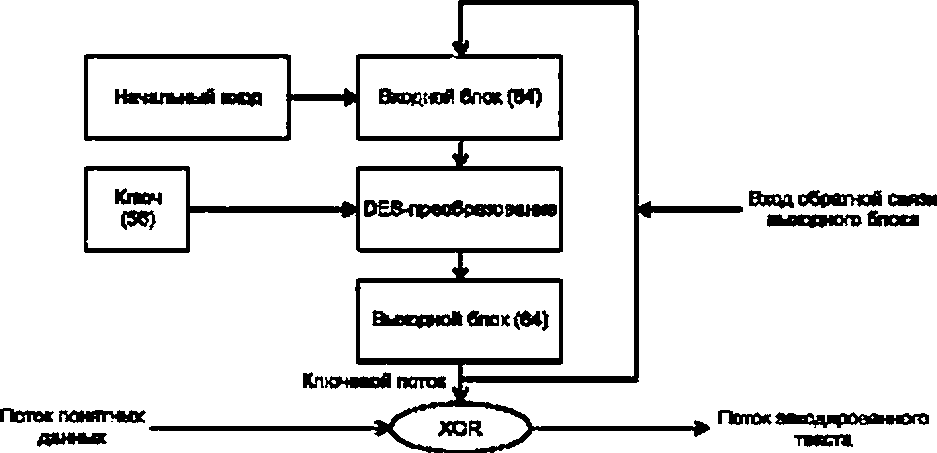 Начальный вход
Входной блок (64)
Ключ
(56)
DES-преобразование
Вход обратной связи
выходного блока
Выходной блок (64)
Ключевой поток
Поток понятных
данных
XOR
Поток закодированного
текста